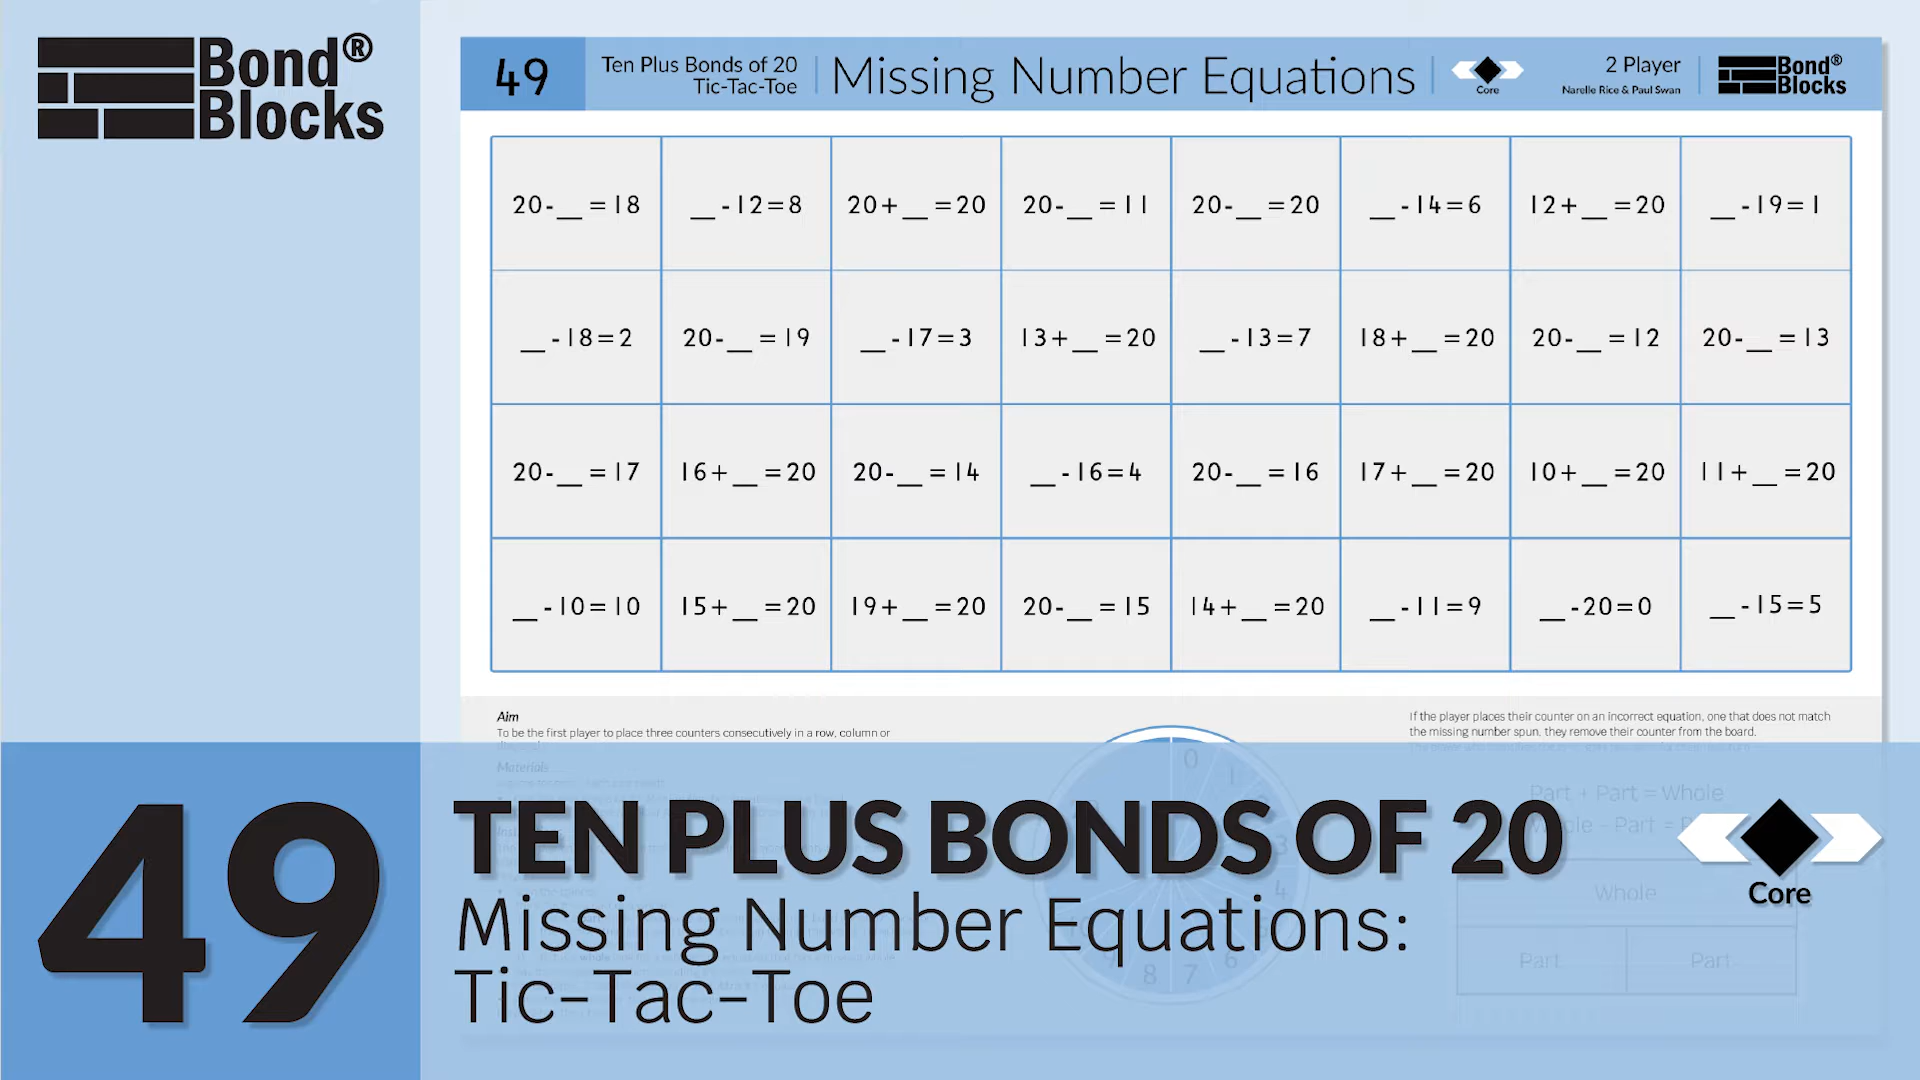 Bond®
Blocks
49
Ten Plus Bonds of 20
Tic-Tac-Toe
Missing Number Equations
Core
2 Player
Narelle Rice & Paul Swan
Bond®
Blocks
20-__=18 __-12=8 20+__=20 20-__=11 20-__=20 __-14=6 12+__=20 __-19=1
__-18=2 20-__=19 __-17=3 13+__=20 __-13=7 18+__=20 20-__=12 20-__=13
20-__=17 16+__=20 20-__=14 __-16=4 20-__=16 17+__=20 10+__=20 11+__=20
__-10=10 15+__=20 19+__=20 20-__=15 14+__=20 __-11=9 __-20=0 __-15=5
Aim
To be the first player to place three counters consecutively in a row, column or
Materials
0
1
3
4
6
7
8
9
If the player places their counter on an incorrect equation, one that does not match
the missing number spun, they remove their counter from the board.
Part + Part = Whole
Whole
Part Part
49
TEN PLUS BONDS OF 20
Missing Number Equations:
Tic-Tac-Toe
Core